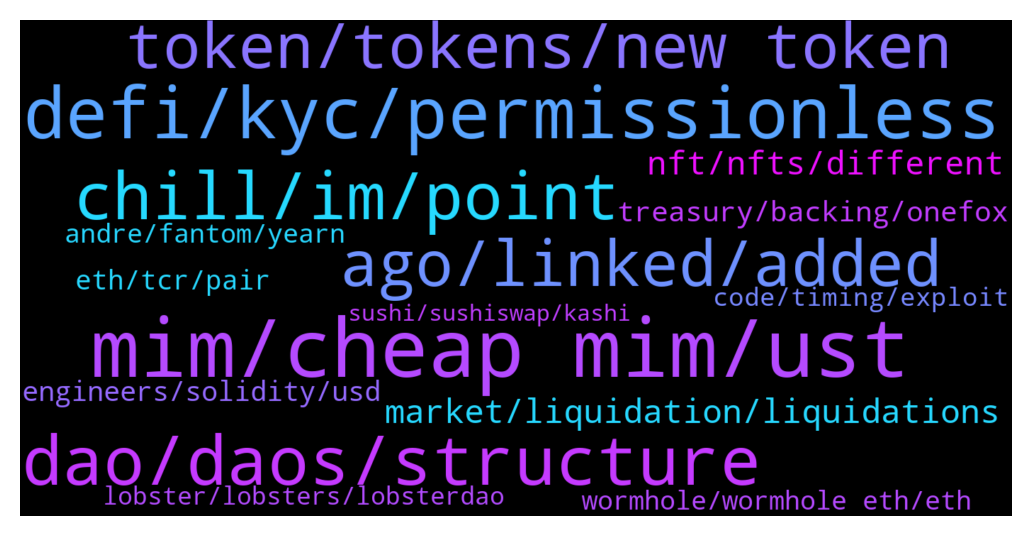 token/tokens/new token
defi/kyc/permissionless
nft/nfts/different
chill/im/point
treasury/backing/onefox
andre/fantom/yearn
ago/linked/added
eth/tcr/pair
code/timing/exploit
sushi/sushiswap/kashi
mim/cheap mim/ust
engineers/solidity/usd
market/liquidation/liquidations
dao/daos/structure
lobster/lobsters/lobsterdao
wormhole/wormhole eth/eth